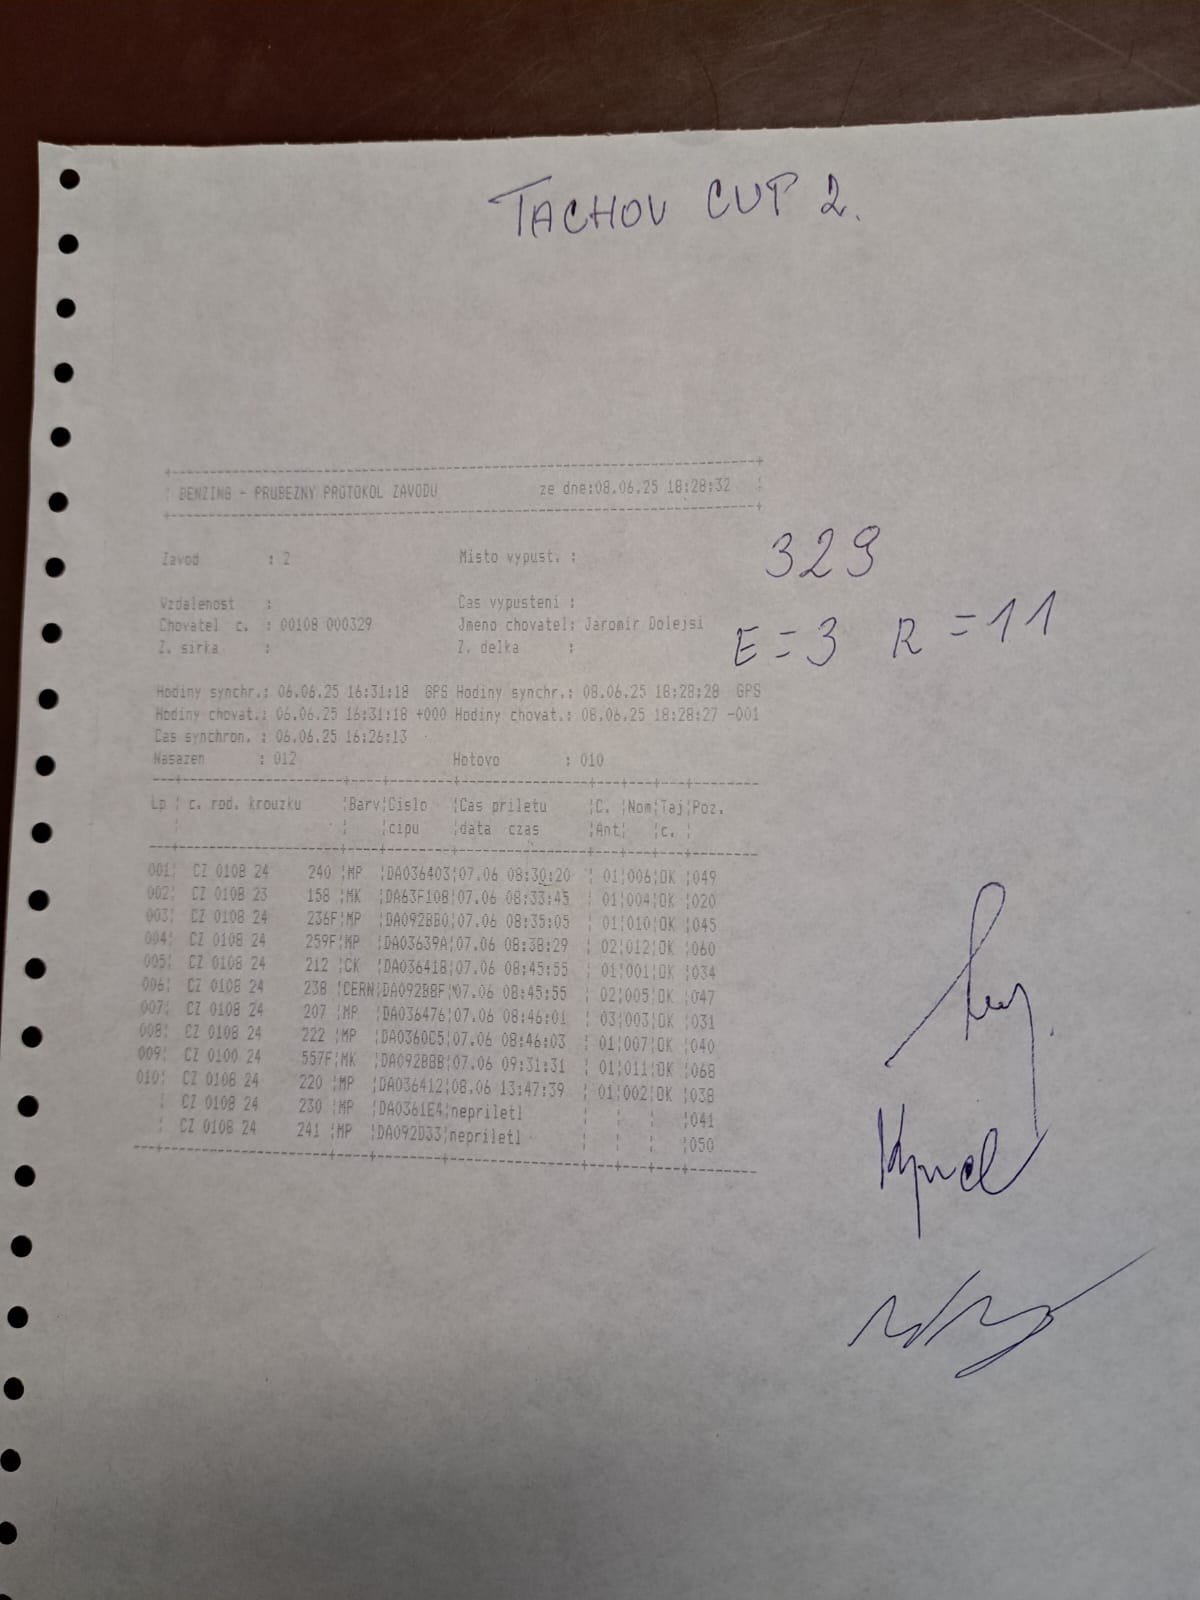 TACHOV CUP 2.
BENZING - PRUBEZNY PROTOKOL ZAVODU ze dne:08.06.25 18:28:32
329
Zavod : 2 Misto vypust. :
Vzdalenost : Cas vypusteni :
Chovatel c. : 00108 000329 Jmeno chovatel: Jaromir Dolejsi
E=3 R=11
Z. sirka : Z. delka :
Hodiny synchr.: 06.06.25 16:31:18 GPS Hodiny synchr.: 08.06.25 18:28:28 GPS
Hodiny chovat.: 06.06.25 16:31:18 +000 Hodiny chovat.: 08.06.25 18:28:27 -001
Cas synchron. : 06.06.25 16:26:13
Nasazen : 012 Hotovo : 010
Lp ¦ c. rod. krouzku ¦Barv¦Cislo ¦Cas priletu ¦C. ¦Nom¦Taj¦Poz.
¦ ¦ ¦cipu ¦data czas ¦Ant¦ ¦c. ¦
001¦ CZ 0108 24 240 ¦MP ¦DA036403¦07.06 08:30:20 ¦ 01¦006¦OK ¦049
002¦ CZ 0108 23 158 ¦MK ¦DA63F108¦07.06 08:33:45 ¦ 01¦004¦OK ¦020
003¦ CZ 0108 24 236F¦MP ¦DA092BB0¦07.06 08:35:05 ¦ 01¦010¦OK ¦045
004¦ CZ 0108 24 259F¦MP ¦DA03639A¦07.06 08:38:29 ¦ 02¦012¦OK ¦060
005¦ CZ 0108 24 212 ¦CK ¦DA036418¦07.06 08:45:55 ¦ 01¦001¦OK ¦034
006¦ CZ 0108 24 238 ¦CERN¦DA092B8F¦07.06 08:45:55 ¦ 02¦005¦OK ¦047
007¦ CZ 0108 24 207 ¦MP ¦DA036476¦07.06 08:46:01 ¦ 03¦003¦OK ¦031
008¦ CZ 0108 24 222 ¦MP ¦DA0360C5¦07.06 08:46:03 ¦ 01¦007¦OK ¦040
009¦ CZ 0100 24 557F¦MK ¦DA092BBB¦07.06 09:31:31 ¦ 01¦011¦OK ¦068
010¦ CZ 0108 24 220 ¦MP ¦DA036412¦08.06 13:47:39 ¦ 01¦002¦OK ¦038
¦ CZ 0108 24 230 ¦MP ¦DA0361E4¦nepriletl ¦ ¦ ¦ ¦041
¦ CZ 0108 24 241 ¦MP ¦DA092D33¦nepriletl ¦ ¦ ¦ ¦050